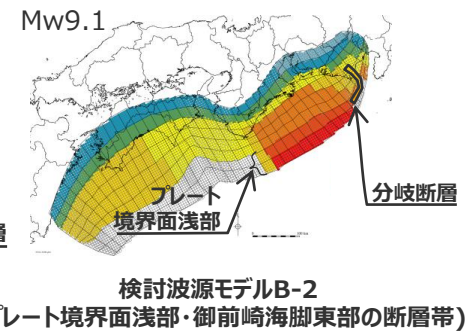 Mw9.1
プレート
境界面浅部
分岐断層
層
検討波源モデルB-2
プレート境界面浅部・御前崎海脚東部の断層帯)